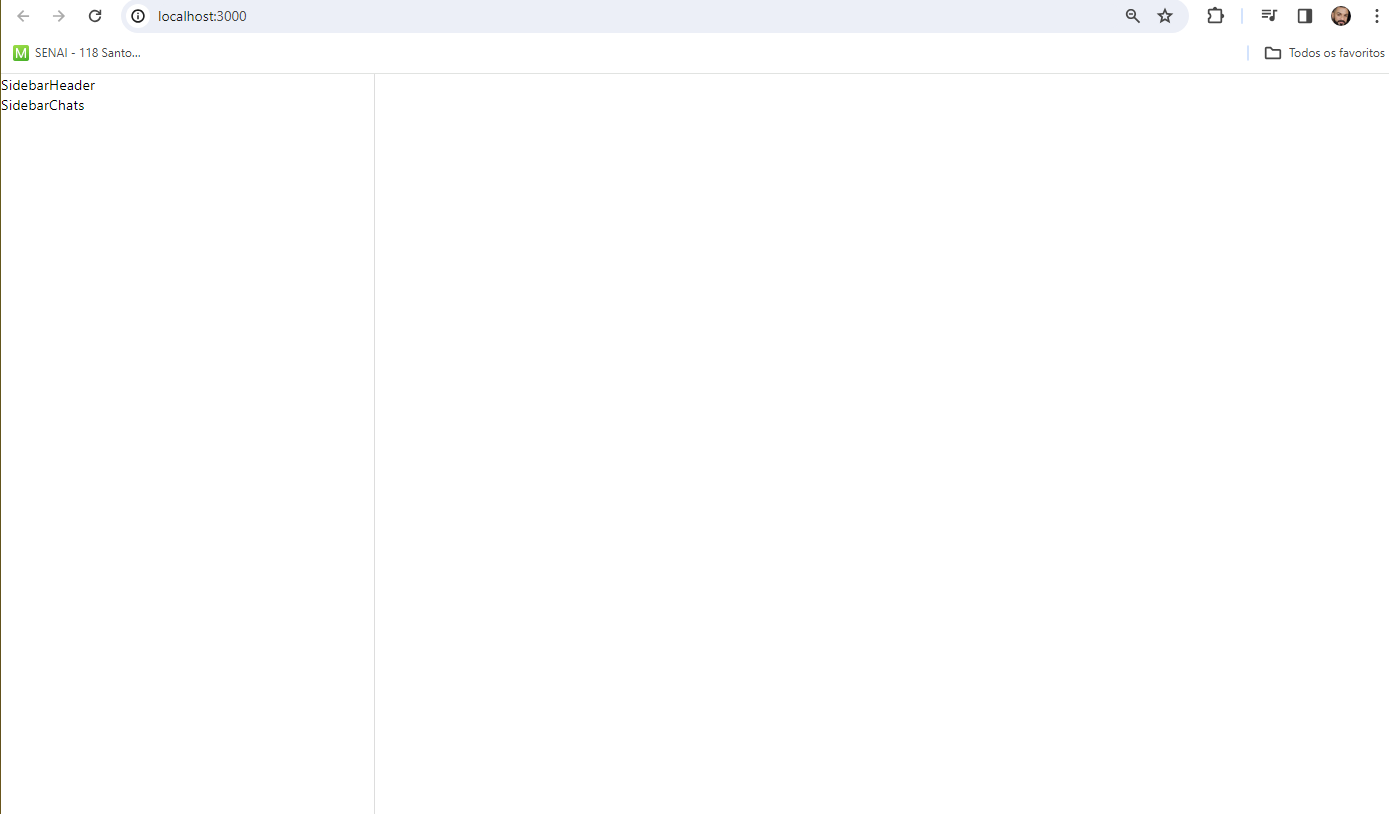 localhost:3000
M SENAI - 118 Santo...
Todos os favoritos
SidebarHeader
SidebarChats